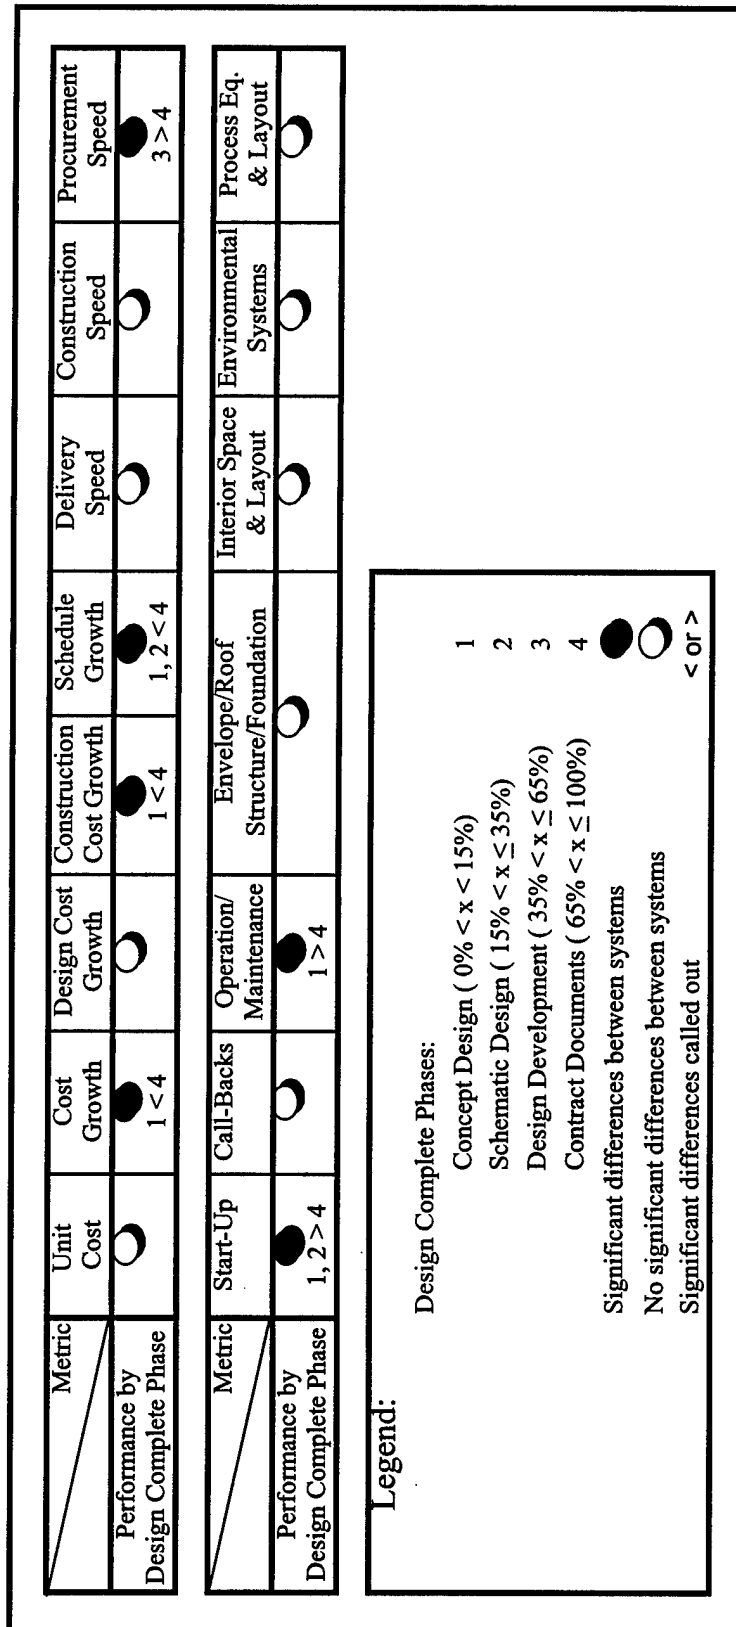 Metric
Unit
Cost
Cost
Growth
Design Cost
Growth
Construction
Cost Growth
Schedule
Growth
Delivery
Speed
Construction
Speed
Procurement
Speed
Performance by
Design Complete Phase
1 < 4
1 < 4
1, 2 < 4
3 > 4
Metric
Start-Up
Call-Backs
Operation/
Maintenance
Envelope/Roof
Structure/Foundation
Interior Space
& Layout
Environmental
Systems
Process Eq.
& Layout
Performance by
Design Complete Phase
1, 2 > 4
1 > 4
Legend:
Design Complete Phases:
Concept Design ( 0% < x < 15%) 1
Schematic Design ( 15% < x ≤ 35%) 2
Design Development ( 35% < x ≤ 65%) 3
Contract Documents ( 65% < x ≤ 100%) 4
Significant differences between systems
No significant differences between systems
Significant differences called out < or >